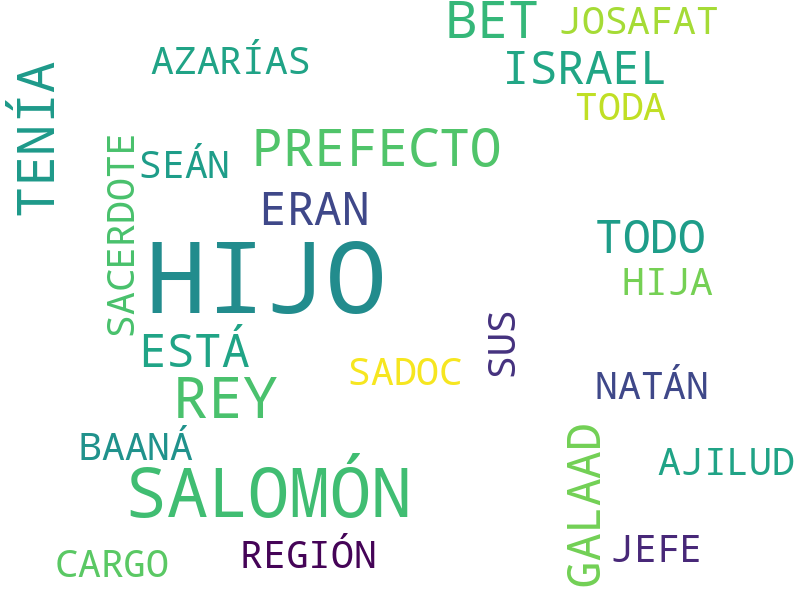 BET
JOSAFAT
AZARÍAS
ISRAEL
TENÍA
TODA
SEÁN
PREFECTO
SACERDOTE
ERAN
TODO
HIJO
HIJA
SUS
ESTÁ
SADOC
REY
NATÁN
BAANÁ
SALOMÓN
AJILUD
GALAAD
REGIÓN
JEFE
CARGO